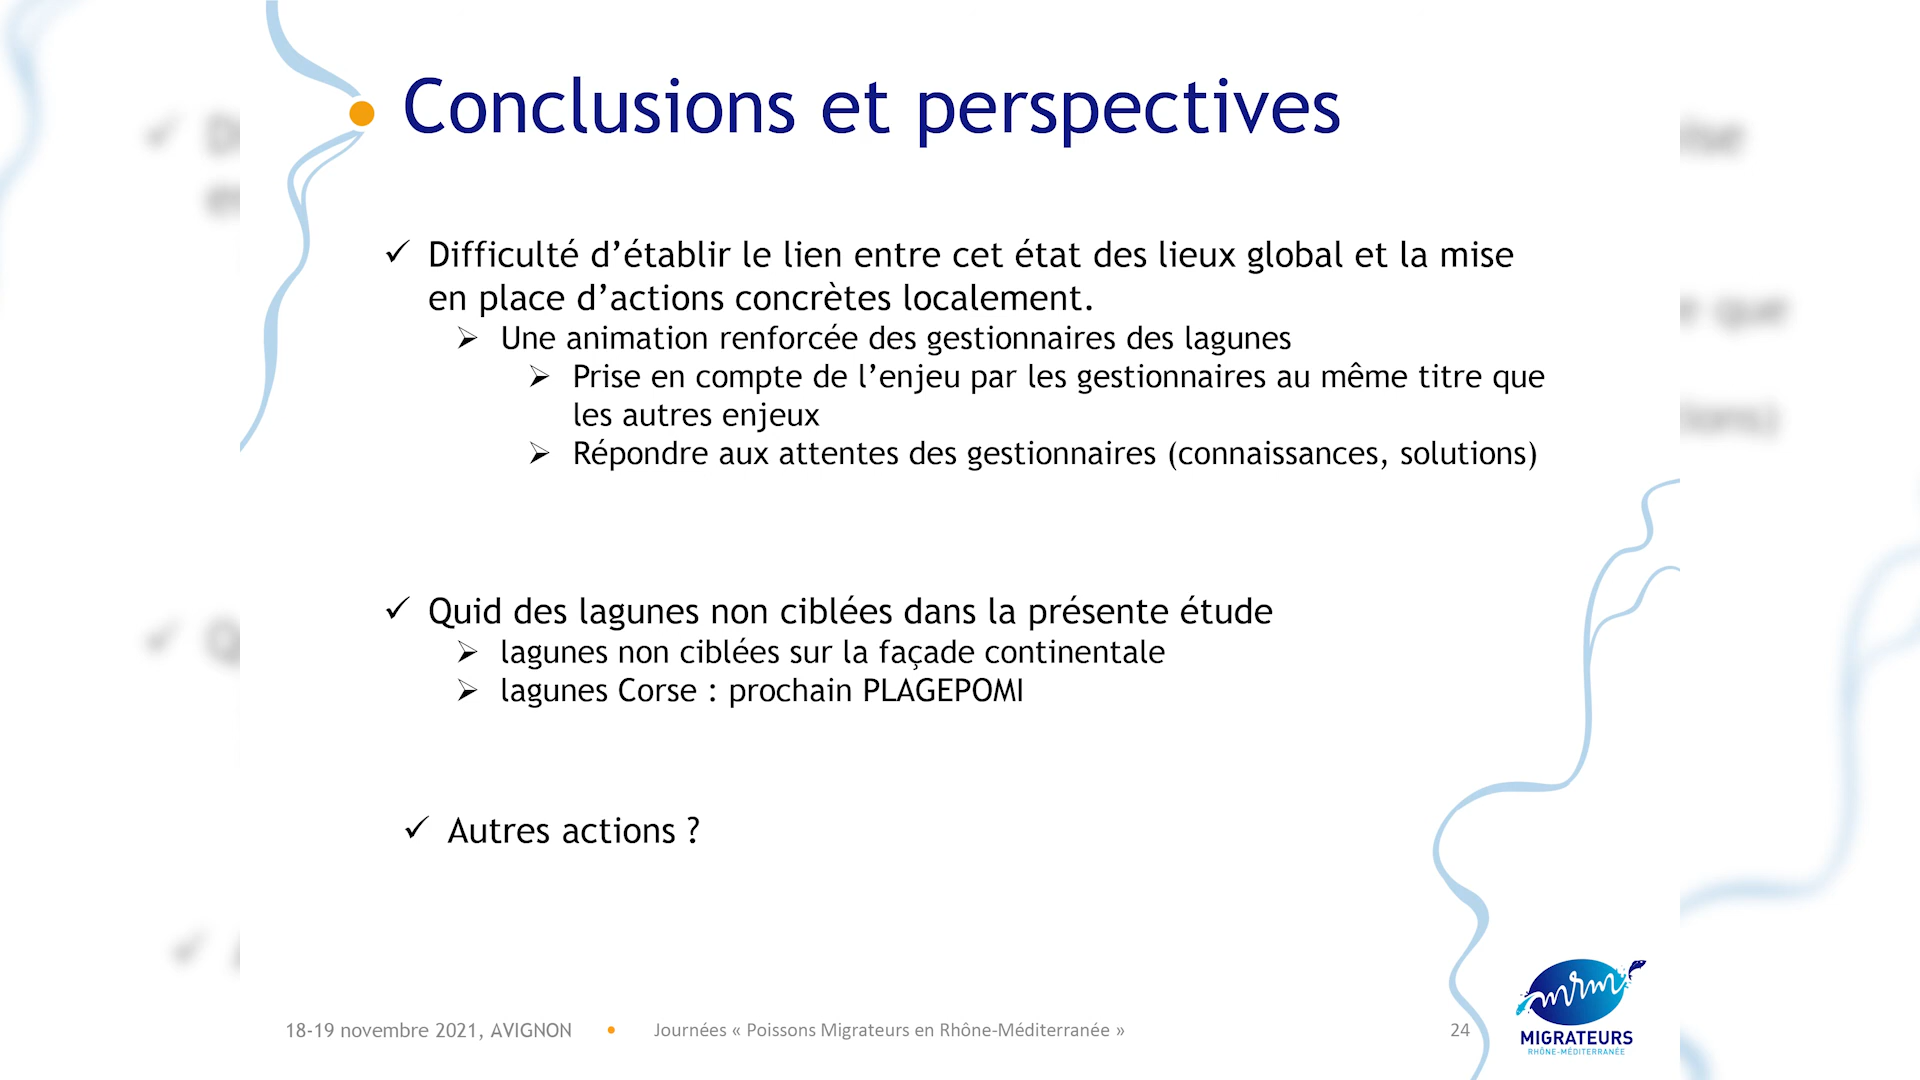 Conclusions et perspectives
Difficulté d’établir le lien entre cet état des lieux global et la mise
en place d’actions concrètes localement.
Une animation renforcée des gestionnaires des lagunes
Prise en compte de l’enjeu par les gestionnaires au même titre que
les autres enjeux
Répondre aux attentes des gestionnaires (connaissances, solutions)
Quid des lagunes non ciblées dans la présente étude
lagunes non ciblées sur la façade continentale
lagunes Corse : prochain PLAGEPOMI
Autres actions ?
18-19 novembre 2021, AVIGNON • Journées « Poissons Migrateurs en Rhône-Méditerranée » 24
mrm
MIGRATEURS
RHÔNE-MÉDITERRANÉE